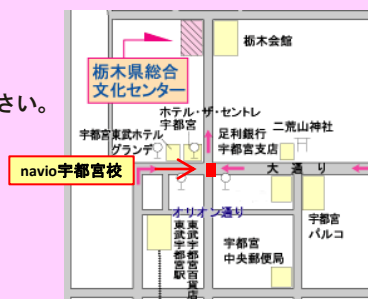 栃木会館
栃木県総合
文化センター
さい。
ホテル・ザ・セントレ
宇都宮
宇都宮東武ホテル
グランデ
足利銀行
宇都宮支店
二荒山神社
navio宇都宮校
大通り
オリオン通り
東武宇都宮百貨店
東武宇都宮駅
宇都宮
中央郵便局
宇都宮
パルコ